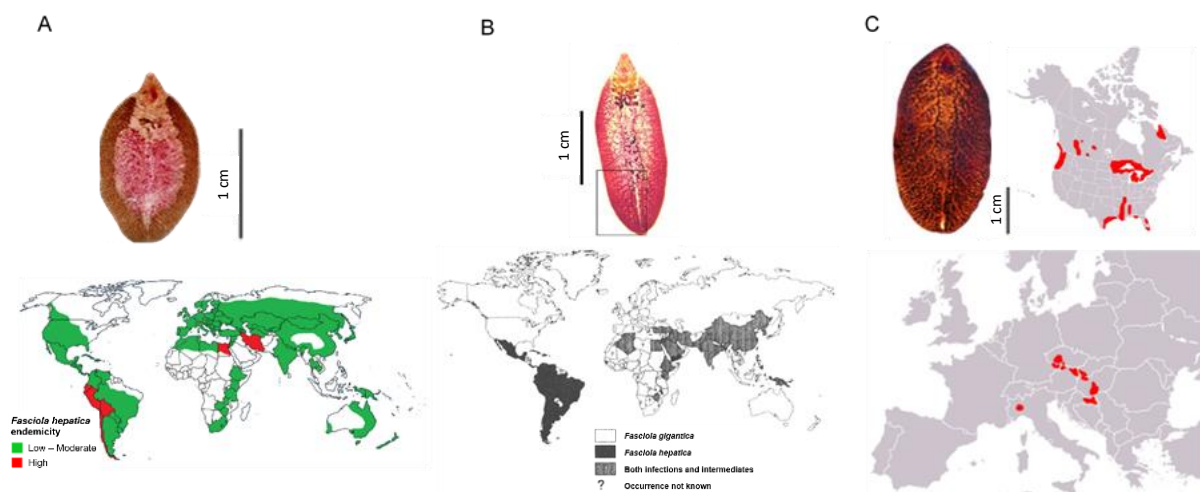 A
1 cm
Fasciola hepatica
endemicity
Low – Moderate
High
B
1 cm
Fasciola gigantica
Fasciola hepatica
Both infections and intermediates
? Occurrence not known
C
1 cm